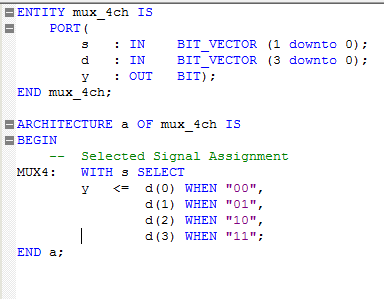 ENTITY mux_4ch IS
PORT(
s : IN BIT_VECTOR (1 downto 0);
d : IN BIT_VECTOR (3 downto 0);
y : OUT BIT);
END mux_4ch;
ARCHITECTURE a OF mux_4ch IS
BEGIN
-- Selected Signal Assignment
MUX4: WITH s SELECT
y <= d(0) WHEN "00",
d(1) WHEN "01",
d(2) WHEN "10",
d(3) WHEN "11";
END a;